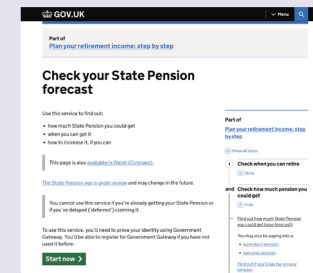 GOV.UK
Menu
Part of
Plan your retirement income: step by step
Check your State Pension
forecast
Use this service to find out:
• how much State Pension you could get
• when you can get it
• how to increase it, if you can
This page is also available in Welsh (Cymraeg).
The State Pension age is under review and may change in the future.
You cannot use this service if you're already getting your State Pension or
if you've delayed ('deferred') claiming it.
To use this service, you'll need to prove your identity using Government
Gateway. You'll be able to register for Government Gateway if you have not
used it before.
Start now
Part of
Plan your retirement income: step
by step
Show all steps
1 Check when you can retire
Show
and Check how much pension you
could get
Hide
Find out how much State Pension
you could get (your forecast)
You may also be paying into a:
• workplace pension
• personal pension
Find out if you'll pay tax on your
pension